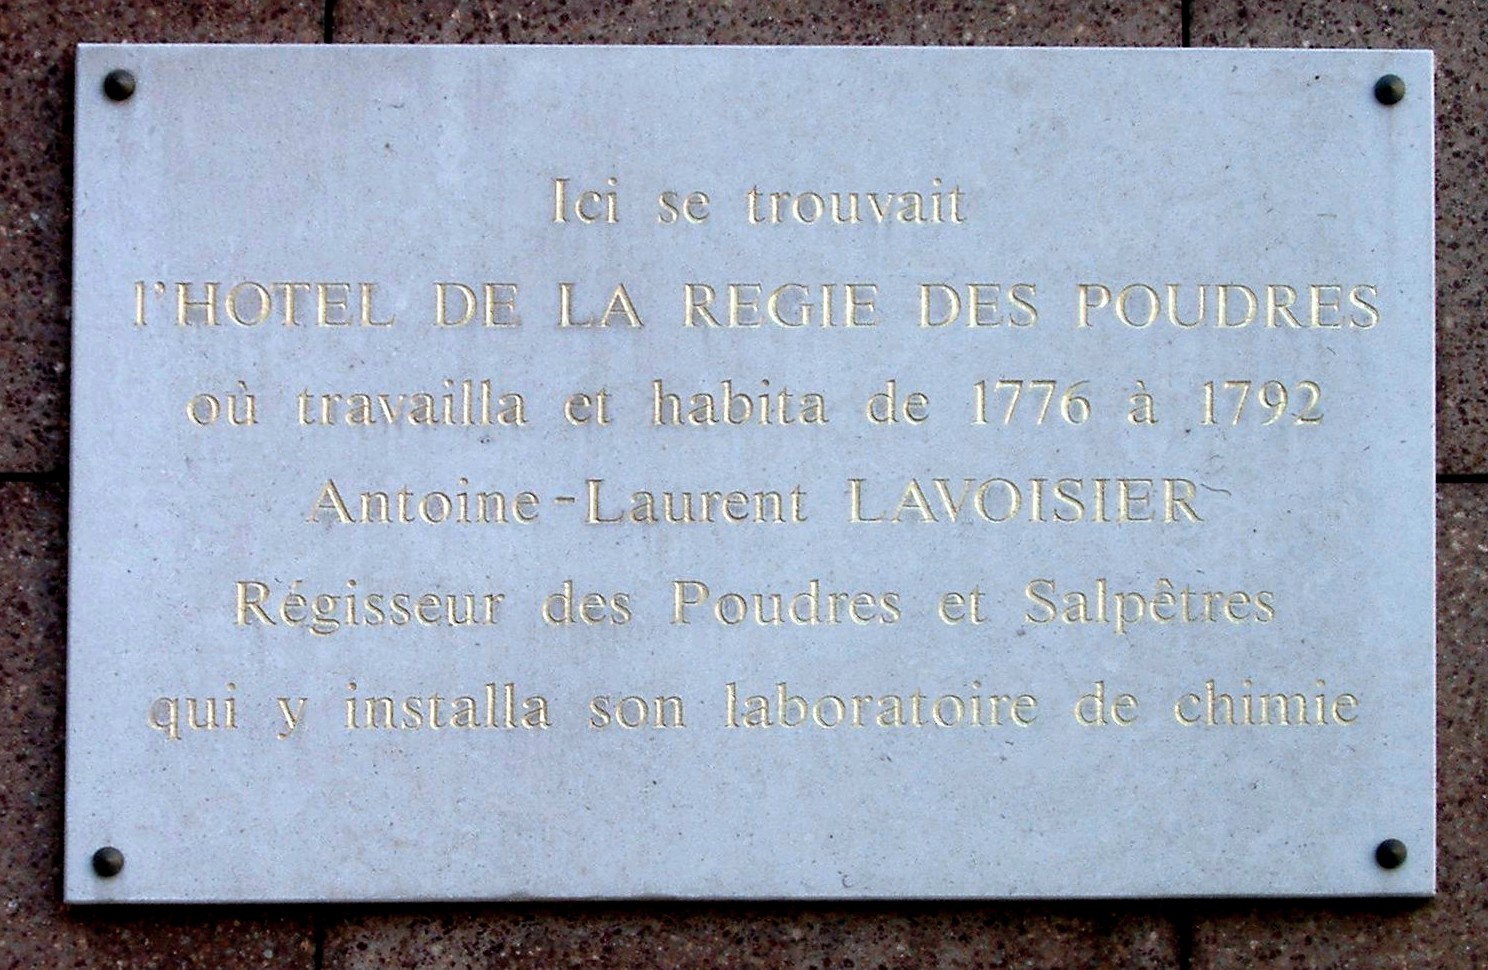 Ici se trouvait
l'HOTEL DE LA REGIE DES POUDRES
où travailla et habita de 1776 à 1792
Antoine-Laurent LAVOISIER
Régisseur des Poudres et Salpêtres
qui y installa son laboratoire de chimie